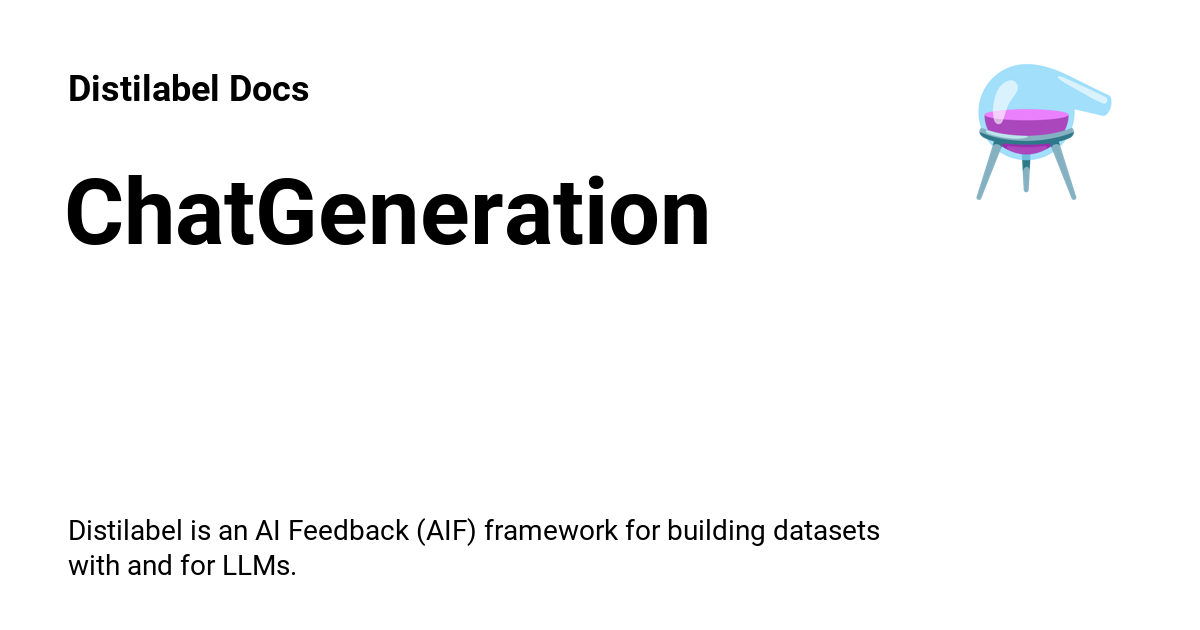 Distilabel Docs
ChatGeneration
Distilabel is an AI Feedback (AIF) framework for building datasets
with and for LLMs.